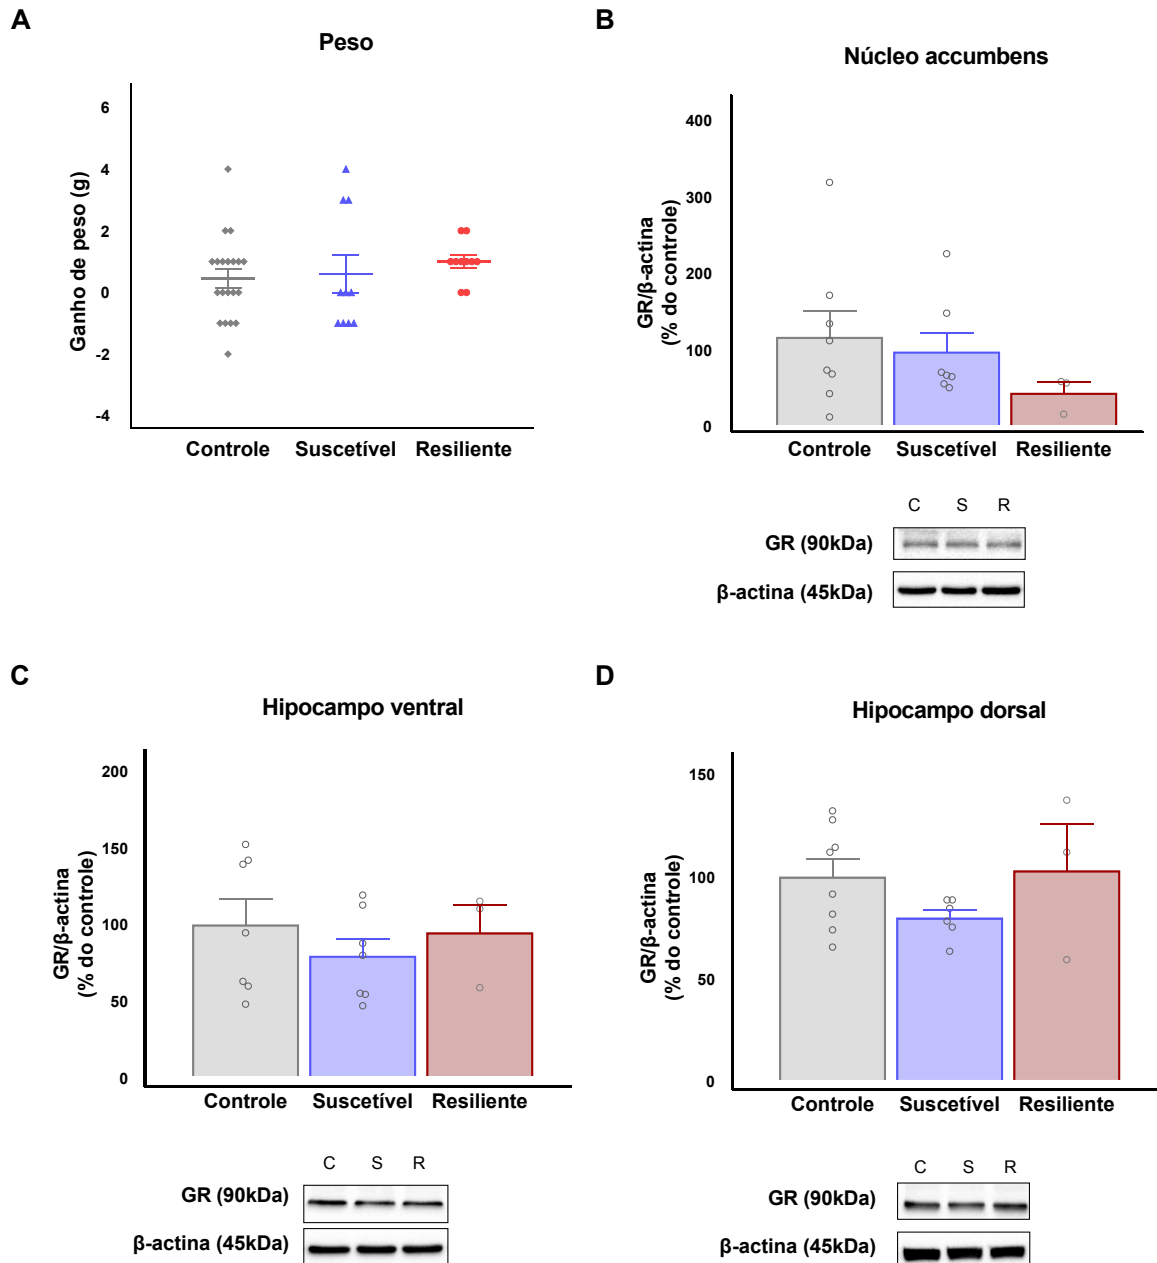 A
Peso
Ganho de peso (g)
6
4
2
0
-2
-4
Controle Suscetível Resiliente
B
Núcleo accumbens
GR/β-actina
(% do controle)
400
300
200
100
0
Controle Suscetível Resiliente
C S R
GR (90kDa)
β-actina (45kDa)
C
Hipocampo ventral
GR/β-actina
(% do controle)
200
150
100
50
0
Controle Suscetível Resiliente
C S R
GR (90kDa)
β-actina (45kDa)
D
Hipocampo dorsal
GR/β-actina
(% do controle)
150
100
50
0
Controle Suscetível Resiliente
C S R
GR (90kDa)
β-actina (45kDa)